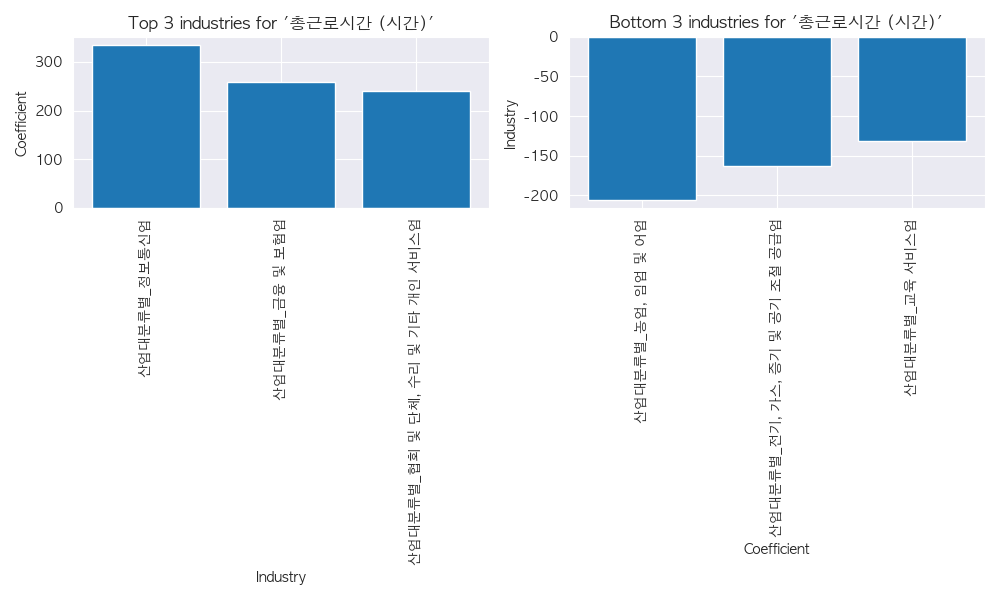 Top 3 industries for '총근로시간 (시간)'
Coefficient
300
200
100
0
산업대분류별_정보통신업
산업대분류별_금융 및 보험업
산업대분류별_협회 및 단체, 수리 및 기타 개인 서비스업
Industry
Bottom 3 industries for '총근로시간 (시간)'
Industry
0
-50
-100
-150
-200
산업대분류별_농업, 임업 및 어업
산업대분류별_전기, 가스, 증기 및 공기 조절 공급업
산업대분류별_교육 서비스업
Coefficient